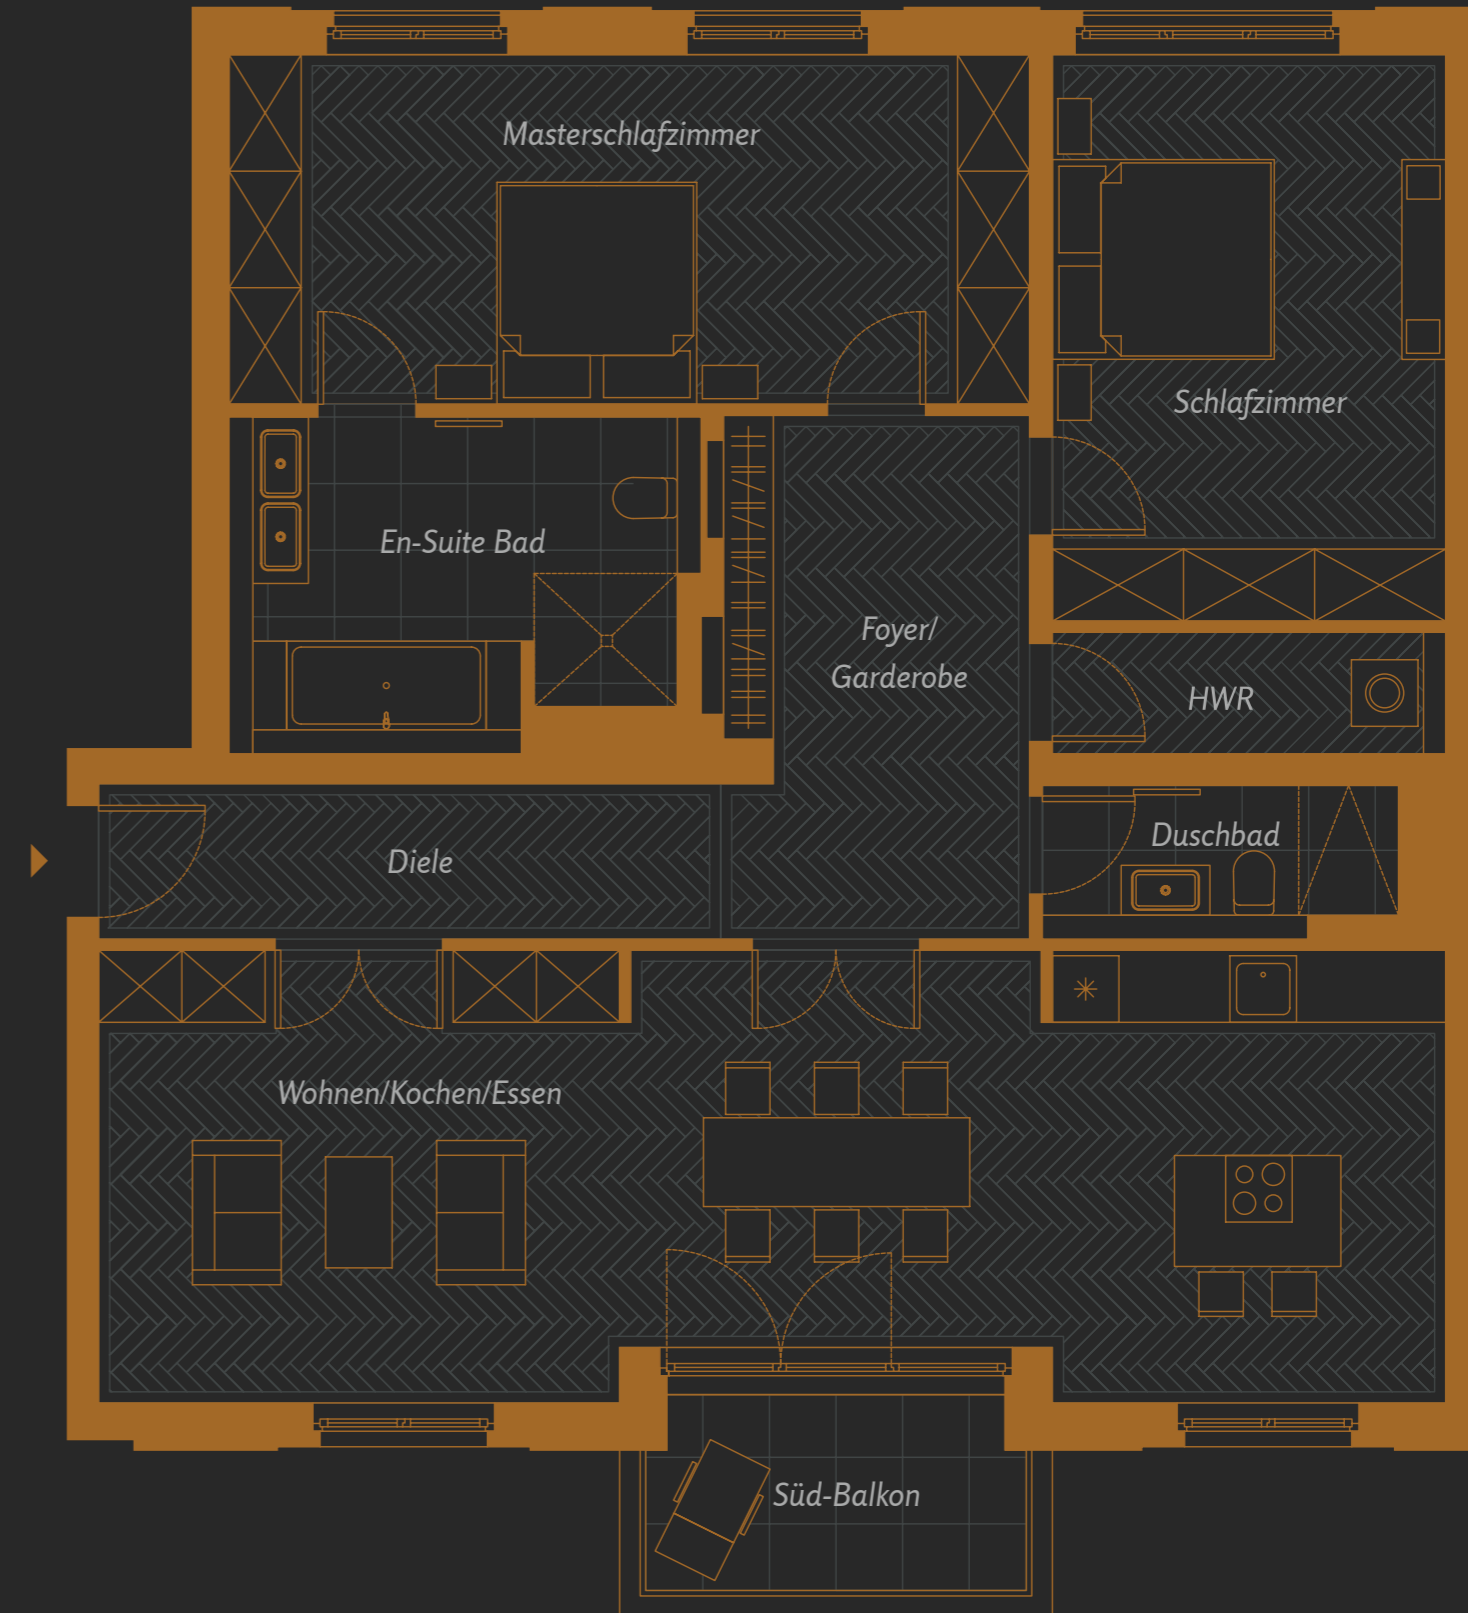 Masterschlafzimmer
Schlafzimmer
En-Suite Bad
Foyer/
Garderobe
HWR
Duschbad
Diele
Wohnen/Kochen/Essen
Süd-Balkon